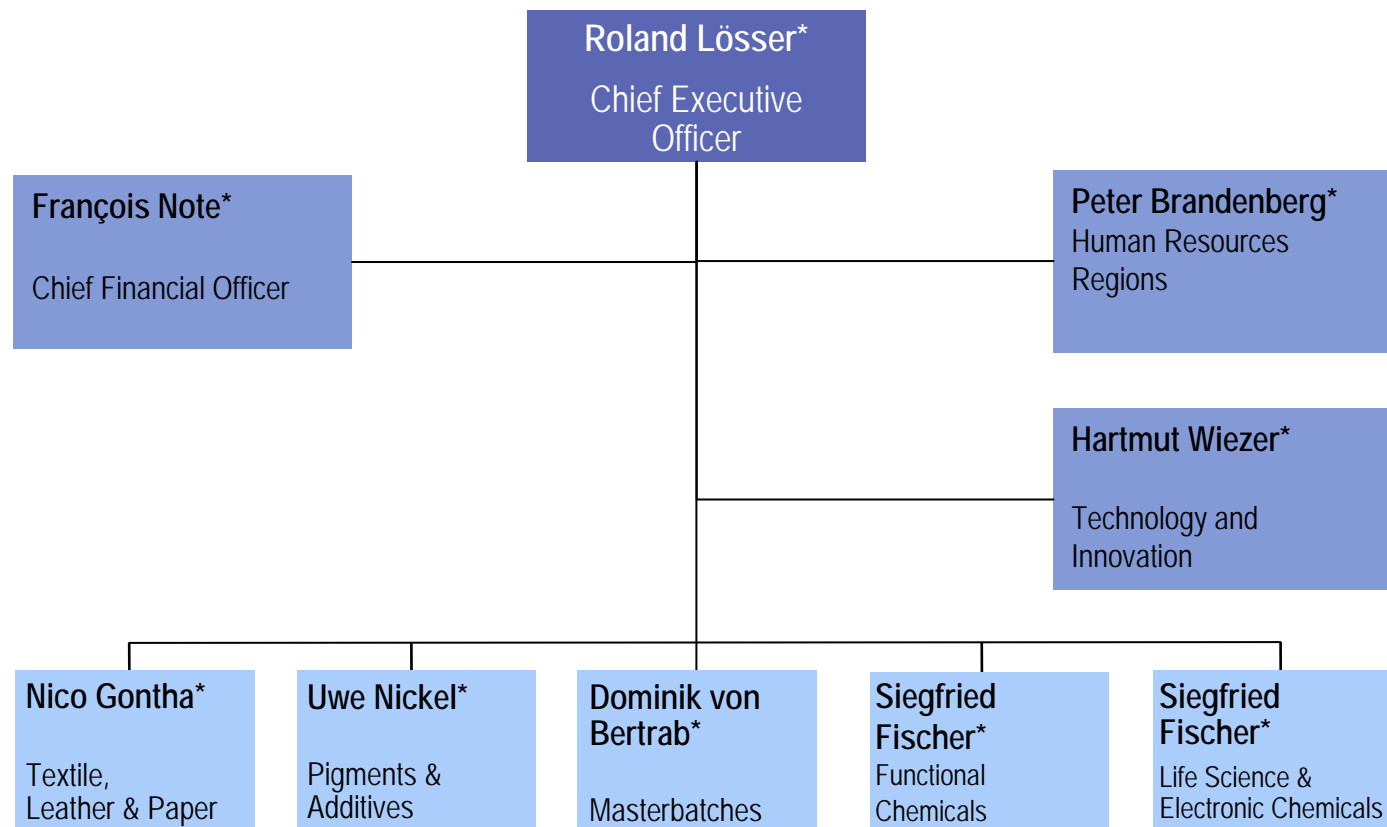 Roland Lösser*
Chief Executive
Officer
François Note*
Chief Financial Officer
Peter Brandenberg*
Human Resources
Regions
Hartmut Wiezer*
Technology and
Innovation
Nico Gontha*
Textile,
Leather & Paper
Uwe Nickel*
Pigments &
Additives
Dominik von
Bertrab*
Masterbatches
Siegfried
Fischer*
Functional
Chemicals
Siegfried
Fischer*
Life Science &
Electronic Chemicals